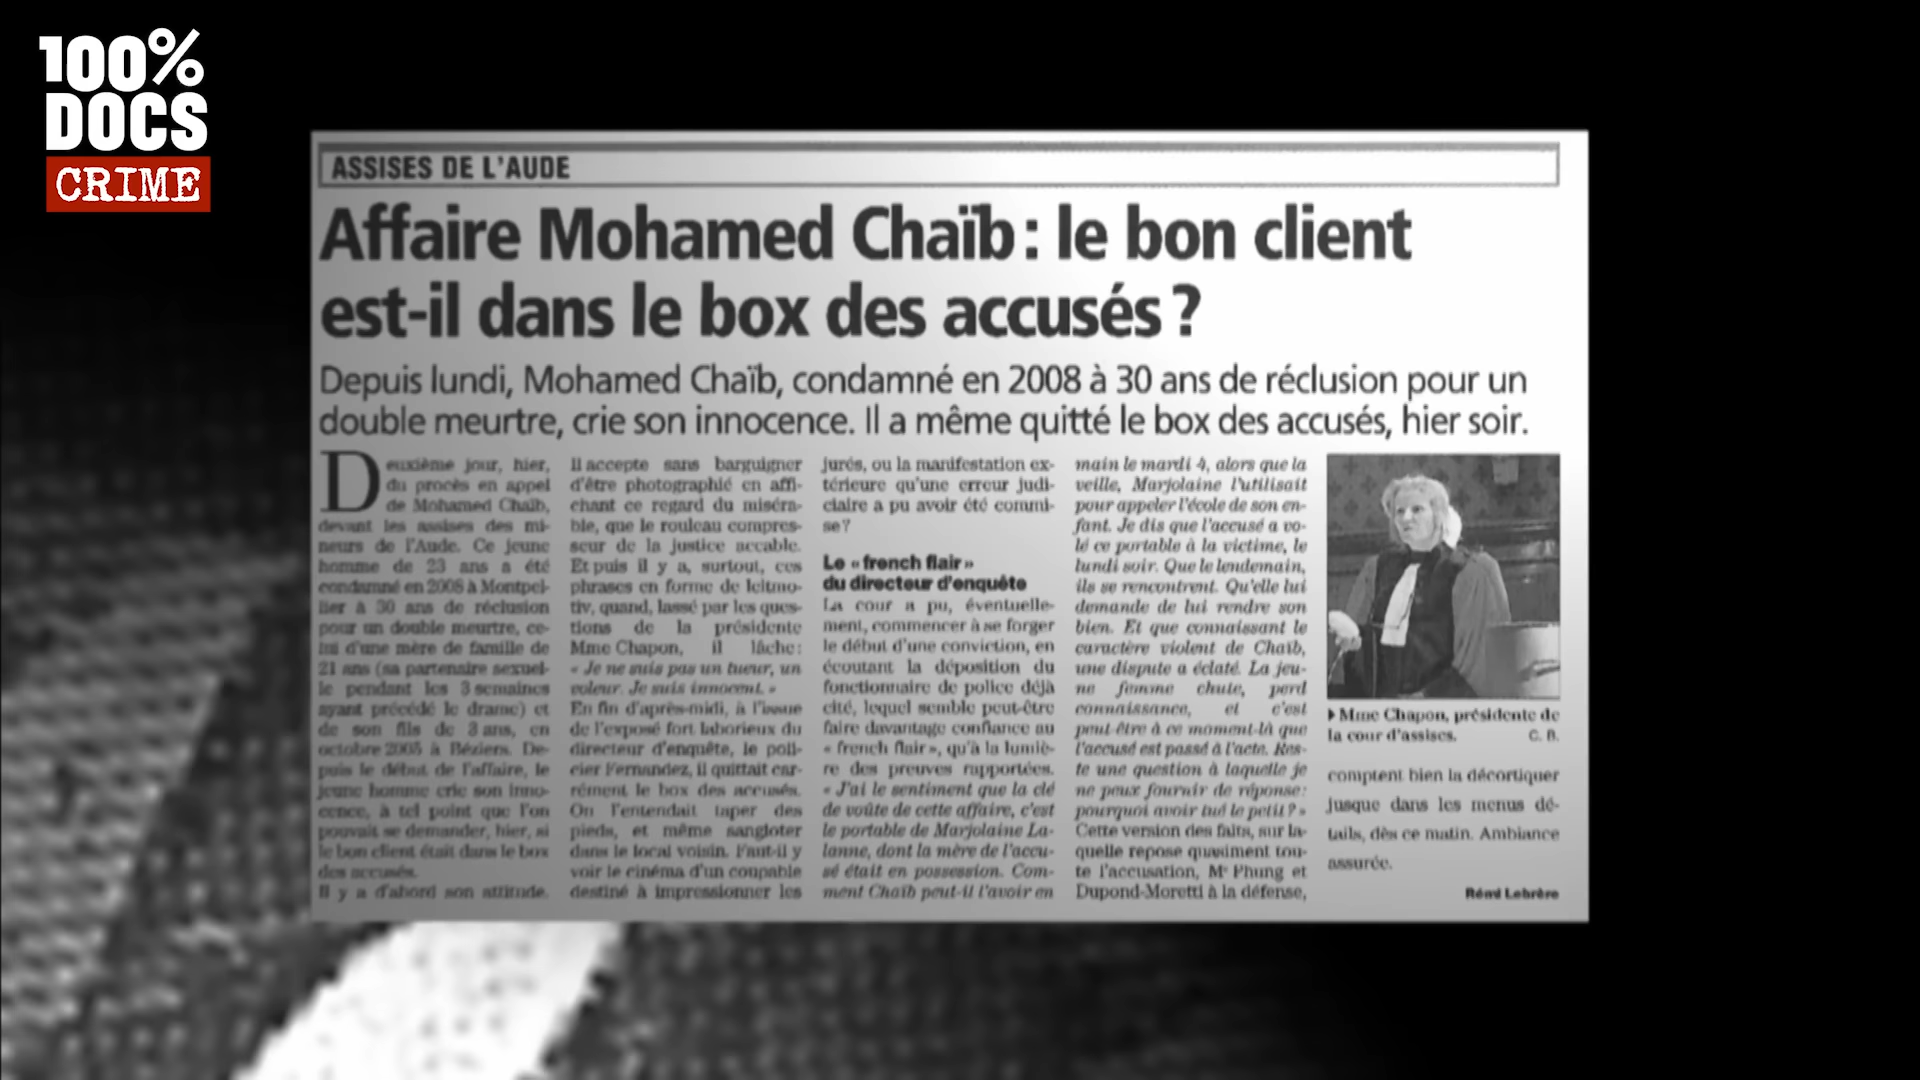 100%
DOCS
CRIME
ASSISES DE L'AUDE
Affaire Mohamed Chaïb : le bon client
est-il dans le box des accusés ?
Depuis lundi, Mohamed Chaïb, condamné en 2008 à 30 ans de réclusion pour un
double meurtre, crie son innocence. Il a même quitté le box des accusés, hier soir.
Deuxième jour, hier,
du procès en appel
de Mohamed Chaïb,
devant les assises des mi-
neurs de l'Aude. Ce jeune
homme de 23 ans a été
condamné en 2008 à Montpel-
lier à 30 ans de réclusion
pour un double meurtre, ce-
lui d'une mère de famille de
21 ans (sa partenaire sexuel-
le pendant les 3 semaines
ayant précédé le drame) et
de son fils de 3 ans, en
octobre 2005 à Béziers. De-
puis le début de l'affaire, le
jeune homme crie son inno-
cence, à tel point que l'on
pouvait se demander, hier, si
le bon client était dans le box
des accusés.
Il y a d'abord son attitude.
Il accepte sans barguigner
d'être photographié en affi-
chant ce regard du miséra-
ble, que le rouleau compres-
seur de la justice accable.
Et puis il y a, surtout, ces
phrases en forme de leitmo-
tiv, quand, lassé par les ques-
tions de la présidente
Mme Chapon, il lâche :
« Je ne suis pas un tueur, un
voleur. Je suis innocent. »
En fin d'après-midi, à l'issue
de l'exposé fort laborieux du
directeur d'enquête, le poli-
cier Fernandez, il quittait car-
rément le box des accusés.
On l'entendait taper des
pieds, et même sangloter
dans le local voisin. Faut-il y
voir le cinéma d'un coupable
destiné à impressionner les
jurés, ou la manifestation ex-
térieure qu'une erreur judi-
ciaire a pu avoir été commi-
se ?
Le « french flair »
du directeur d'enquête
La cour a pu, éventuelle-
ment, commencer à se forger
le début d'une conviction, en
écoutant la déposition du
fonctionnaire de police déjà
cité, lequel semble peut-être
faire davantage confiance au
« french flair », qu'à la lumiè-
re des preuves rapportées.
« J'ai le sentiment que la clé
de voûte de cette affaire, c'est
le portable de Marjolaine La-
lanne, dont la mère de l'accu-
sé était en possession. Com-
ment Chaïb peut-il l'avoir en
main le mardi 4, alors que la
veille, Marjolaine l'utilisait
pour appeler l'école de son en-
fant. Je dis que l'accusé a vo-
lé ce portable à la victime, le
lundi soir. Que le lendemain,
ils se rencontrent. Qu'elle lui
demande de lui rendre son
bien. Et que connaissant le
caractère violent de Chaïb,
une dispute a éclaté. La jeu-
ne femme chute, perd
connaissance, et c'est
peut-être à ce moment-là que
l'accusé est passé à l'acte. Res-
te une question à laquelle je
ne peux fournir de réponse :
pourquoi avoir tué le petit ? »
Cette version des faits, sur la-
quelle repose quasiment tou-
te l'accusation, Me Phung et
Dupond-Moretti à la défense,
Mme Chapon, présidente de
la cour d'assises. C. B.
comptent bien la décortiquer
jusque dans les menus dé-
tails, dès ce matin. Ambiance
assurée.
Rémi Lebrère